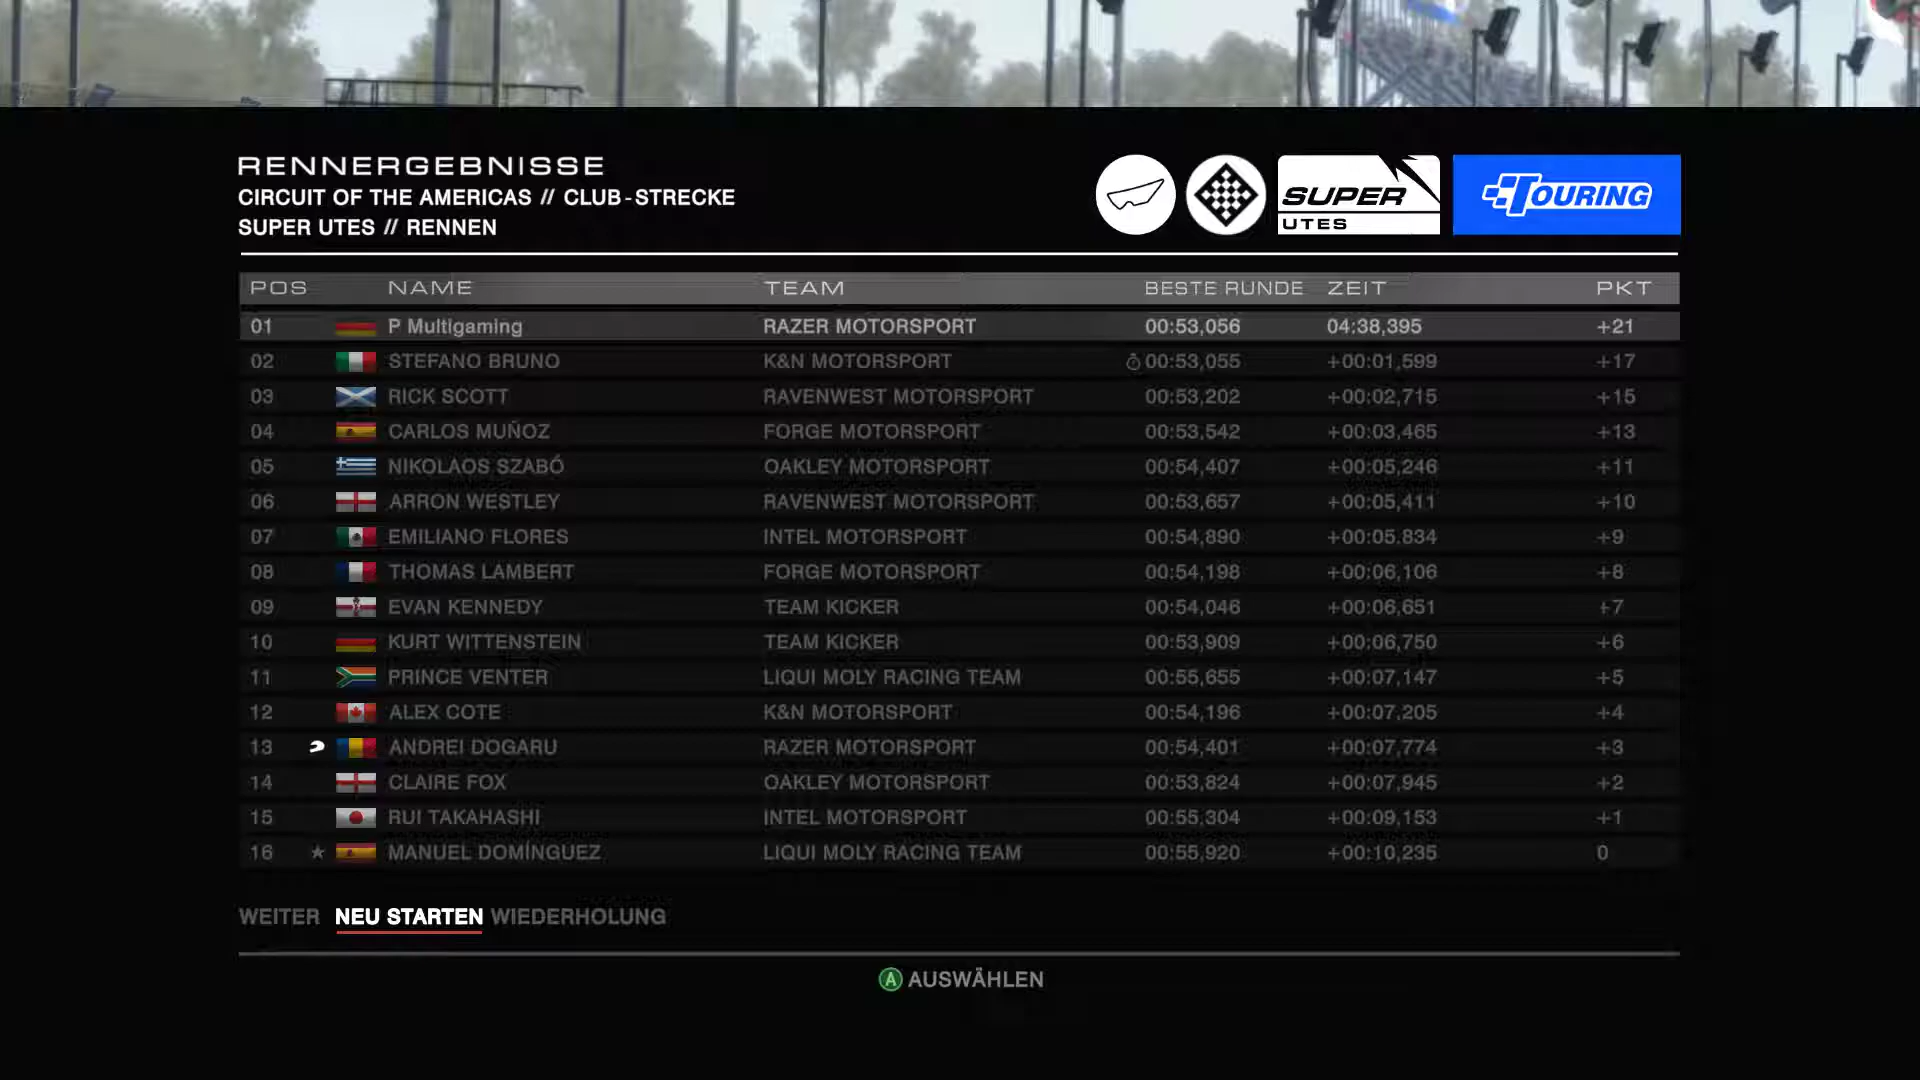 RENNERGEBNISSE
CIRCUIT OF THE AMERICAS // CLUB-STRECKE
SUPER UTES // RENNEN
SUPER UTES
TOURING
POS NAME TEAM BESTE RUNDE ZEIT PKT
01 P Multigaming RAZER MOTORSPORT 00:53,056 04:38,395 +21
02 STEFANO BRUNO K&N MOTORSPORT 00:53,055 +00:01,599 +17
03 RICK SCOTT RAVENWEST MOTORSPORT 00:53,202 +00:02,715 +15
04 CARLOS MUÑOZ FORGE MOTORSPORT 00:53,542 +00:03,465 +13
05 NIKOLAOS SZABÓ OAKLEY MOTORSPORT 00:54,407 +00:05,246 +11
06 ARRON WESTLEY RAVENWEST MOTORSPORT 00:53,657 +00:05,411 +10
07 EMILIANO FLORES INTEL MOTORSPORT 00:54,890 +00:05.834 +9
08 THOMAS LAMBERT FORGE MOTORSPORT 00:54,198 +00:06,106 +8
09 EVAN KENNEDY TEAM KICKER 00:54,046 +00:06,651 +7
10 KURT WITTENSTEIN TEAM KICKER 00:53,909 +00:06,750 +6
11 PRINCE VENTER LIQUI MOLY RACING TEAM 00:55,655 +00:07,147 +5
12 ALEX COTE K&N MOTORSPORT 00:54,196 +00:07,205 +4
13 ANDREI DOGARU RAZER MOTORSPORT 00:54,401 +00:07,774 +3
14 CLAIRE FOX OAKLEY MOTORSPORT 00:53,824 +00:07,945 +2
15 RUI TAKAHASHI INTEL MOTORSPORT 00:55,304 +00:09,153 +1
16 MANUEL DOMÍNGUEZ LIQUI MOLY RACING TEAM 00:55,920 +00:10,235 0
WEITER NEU STARTEN WIEDERHOLUNG
A AUSWÄHLEN